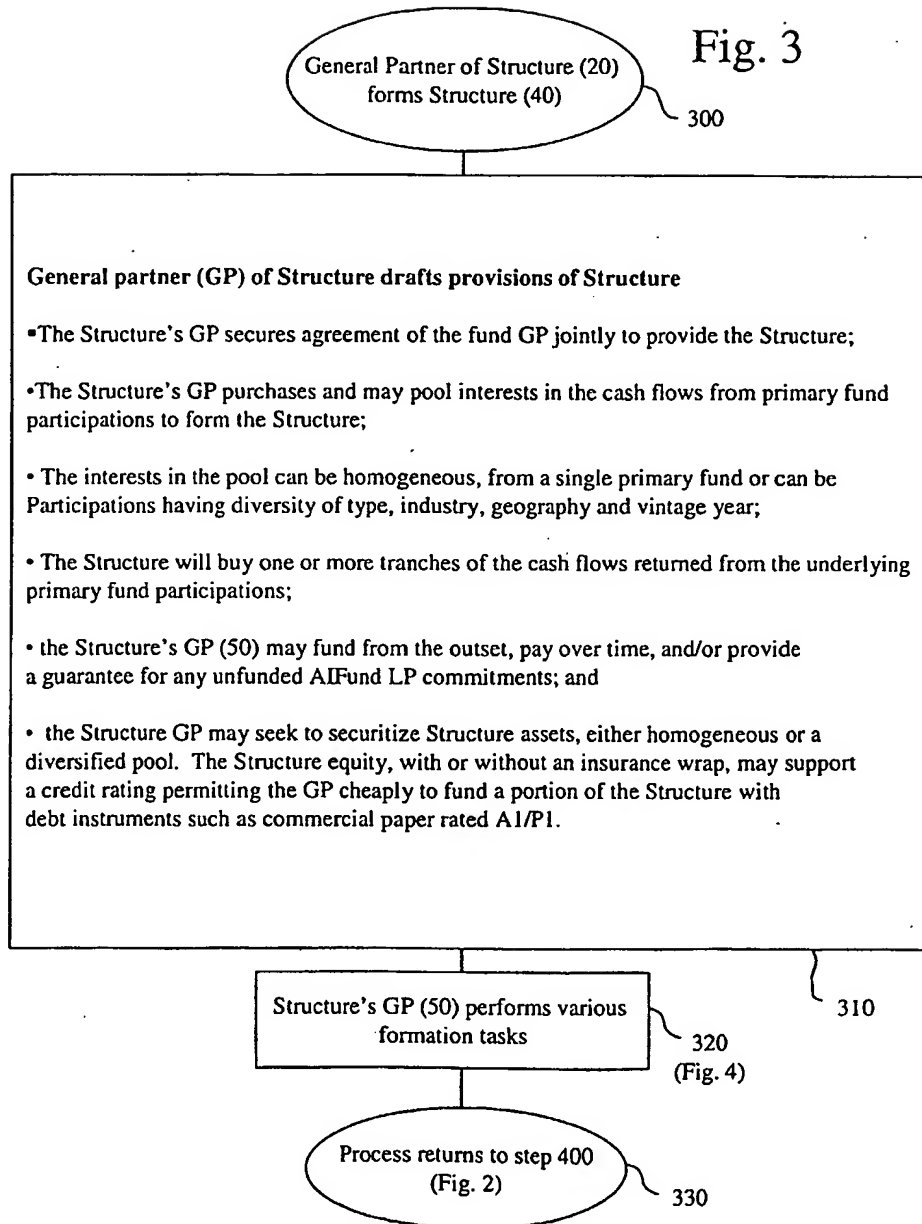 Fig. 3
General Partner of Structure (20)
forms Structure (40)
300
General partner (GP) of Structure drafts provisions of Structure
▪The Structure's GP secures agreement of the fund GP jointly to provide the Structure;
•The Structure's GP purchases and may pool interests in the cash flows from primary fund
participations to form the Structure;
• The interests in the pool can be homogeneous, from a single primary fund or can be
Participations having diversity of type, industry, geography and vintage year;
• The Structure will buy one or more tranches of the cash flows returned from the underlying
primary fund participations;
• the Structure's GP (50) may fund from the outset, pay over time, and/or provide
a guarantee for any unfunded AIFund LP commitments; and
• the Structure GP may seek to securitize Structure assets, either homogeneous or a
diversified pool. The Structure equity, with or without an insurance wrap, may support
a credit rating permitting the GP cheaply to fund a portion of the Structure with
debt instruments such as commercial paper rated A1/P1.
310
Structure's GP (50) performs various
formation tasks
320
(Fig. 4)
Process returns to step 400
(Fig. 2)
330